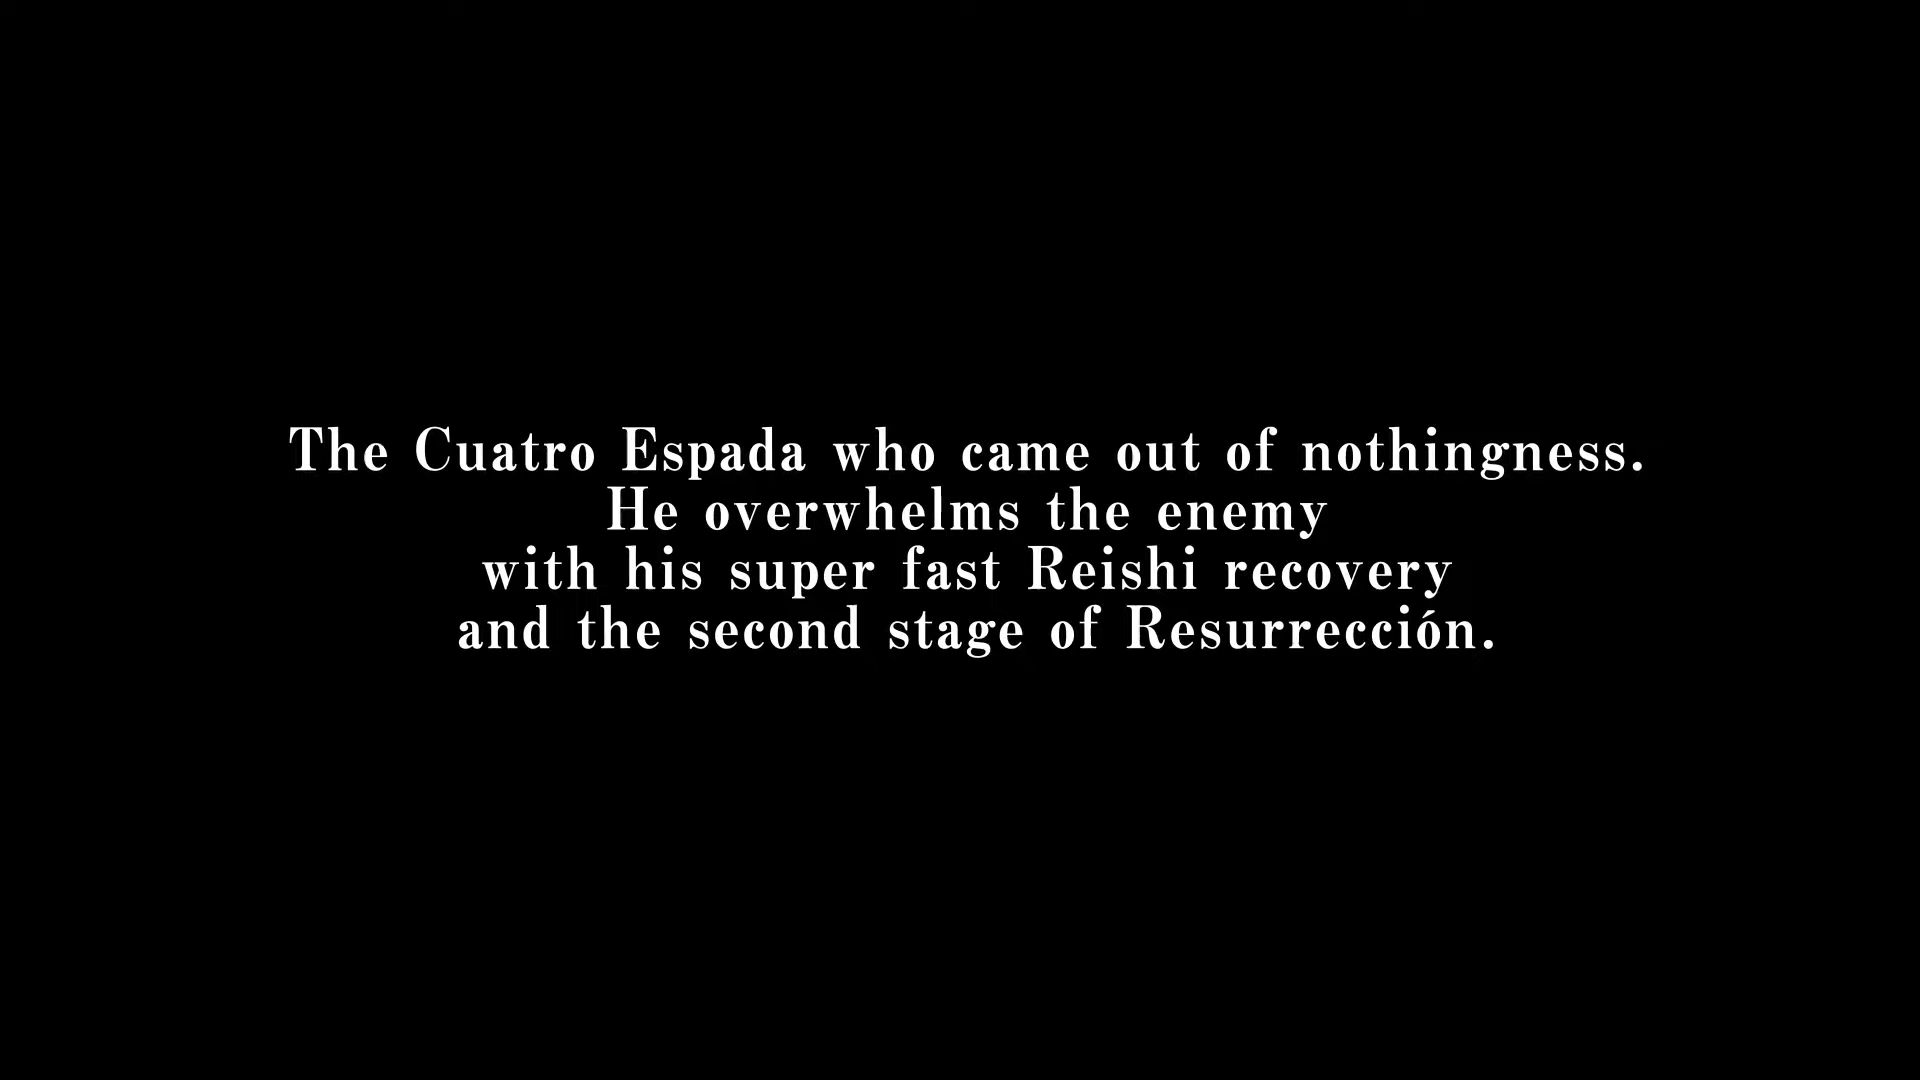 The Cuatro Espada who came out of nothingness.
He overwhelms the enemy
with his super fast Reishi recovery
and the second stage of Resurrección.